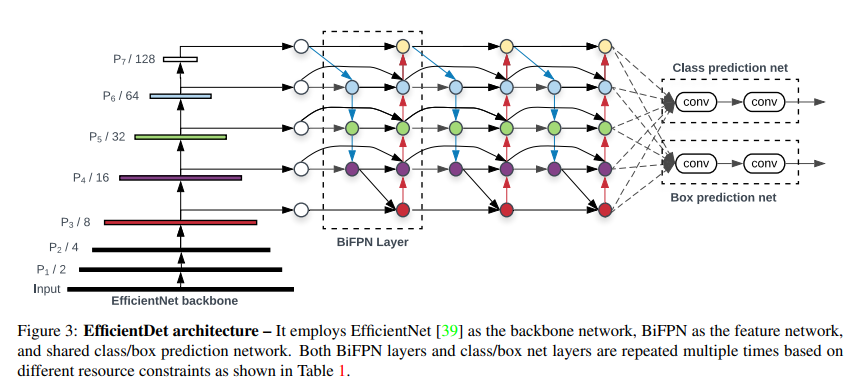 P7 / 128
P6 / 64
P5 / 32
P4 / 16
P3 / 8
P2 / 4
P1 / 2
Input
EfficientNet backbone
BiFPN Layer
Class prediction net
conv conv
conv conv
Box prediction net
Figure 3: EfficientDet architecture – It employs EfficientNet [39] as the backbone network, BiFPN as the feature network,
and shared class/box prediction network. Both BiFPN layers and class/box net layers are repeated multiple times based on
different resource constraints as shown in Table 1.